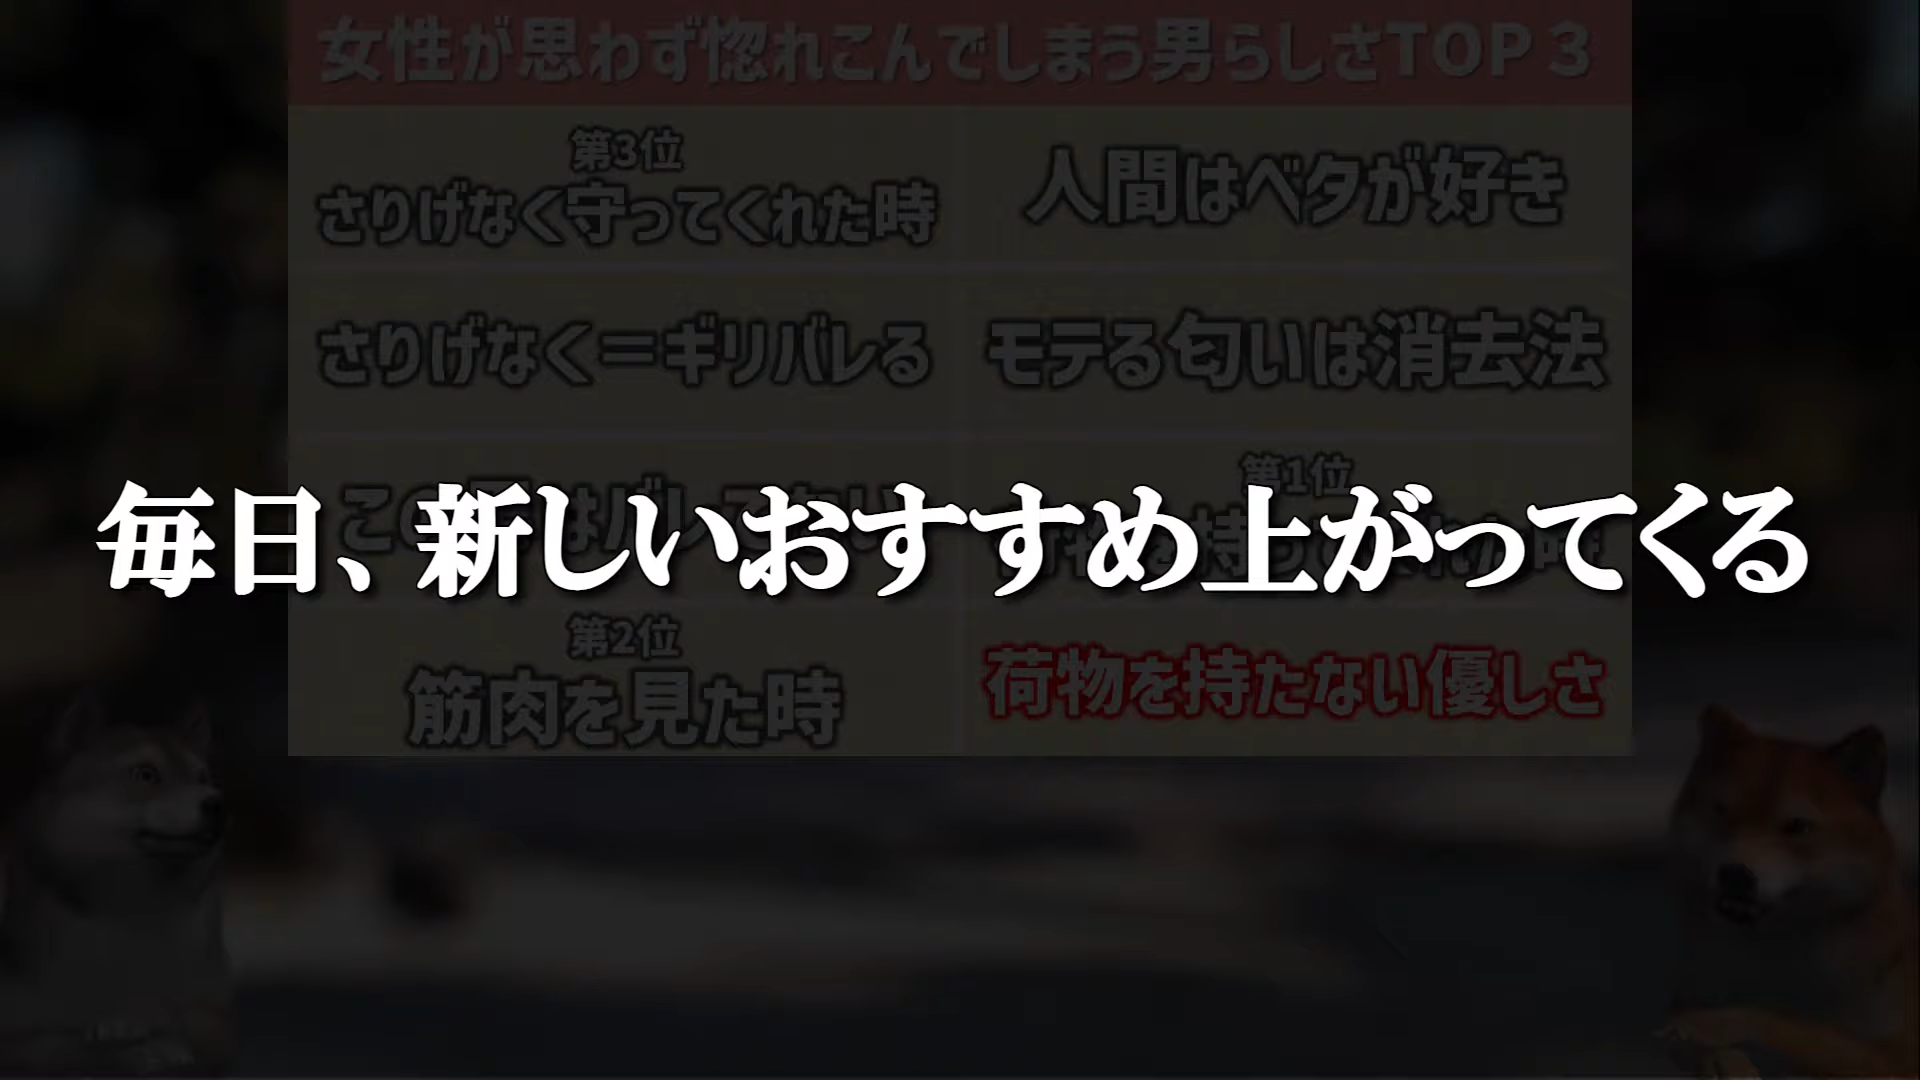 女性が思わず惚れこんでしまう男らしさTOP3
第3位
さりげなく守ってくれた時
さりげなく＝ギリバレる
第2位
筋肉を見た時
人間はベタが好き
モテる匂いは消去法
第1位
荷物を持たない優しさ
毎日、新しいおすすめ上がってくる